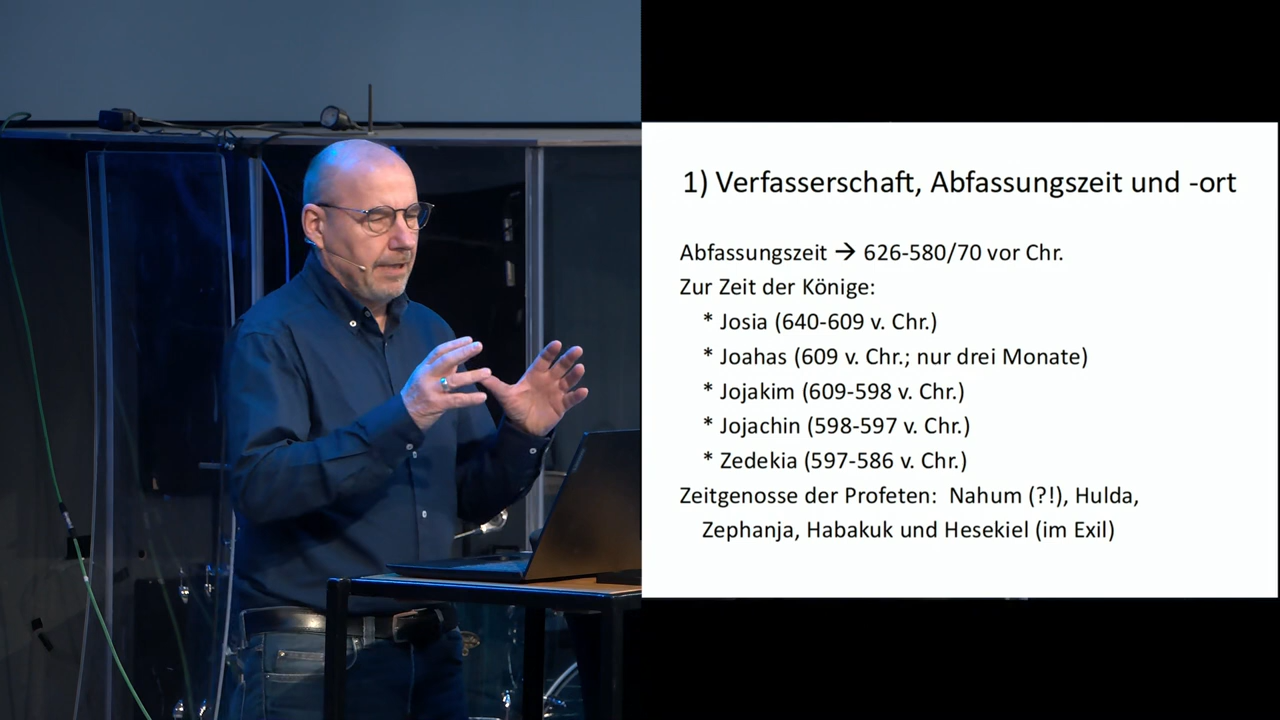 1) Verfasserschaft, Abfassungszeit und -ort
Abfassungszeit → 626-580/70 vor Chr.
Zur Zeit der Könige:
* Josia (640-609 v. Chr.)
* Joahas (609 v. Chr.; nur drei Monate)
* Jojakim (609-598 v. Chr.)
* Jojachin (598-597 v. Chr.)
* Zedekia (597-586 v. Chr.)
Zeitgenosse der Profeten: Nahum (?!), Hulda,
Zephanja, Habakuk und Hesekiel (im Exil)